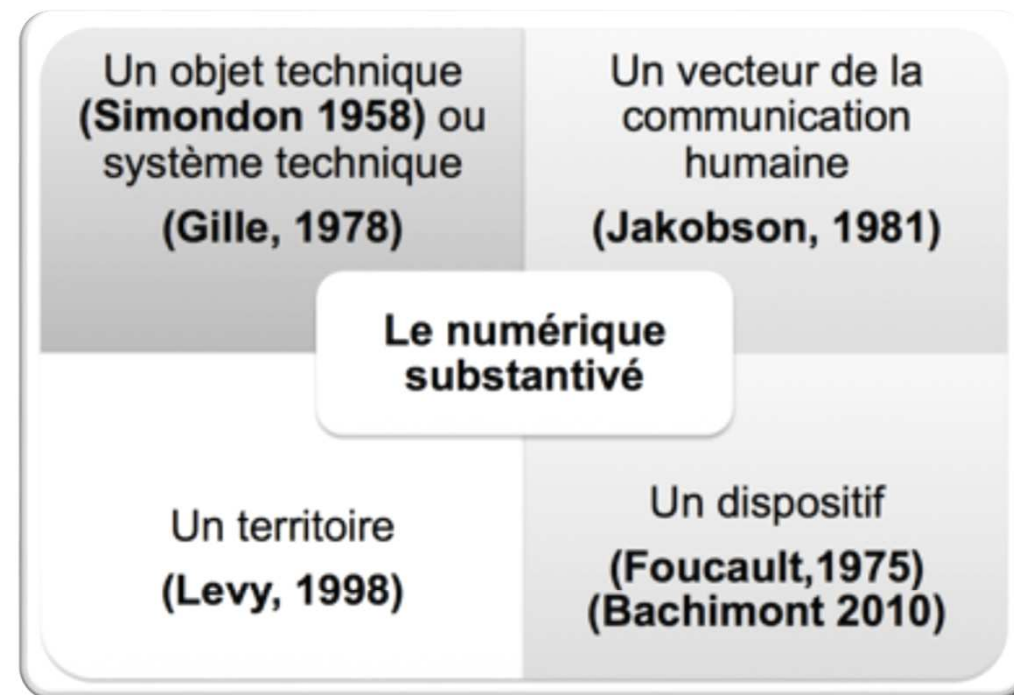 Un objet technique
(Simondon 1958) ou
système technique
(Gille, 1978)
Un vecteur de la
communication
humaine
(Jakobson, 1981)
Le numérique
substantivé
Un territoire
(Levy, 1998)
Un dispositif
(Foucault,1975)
(Bachimont 2010)